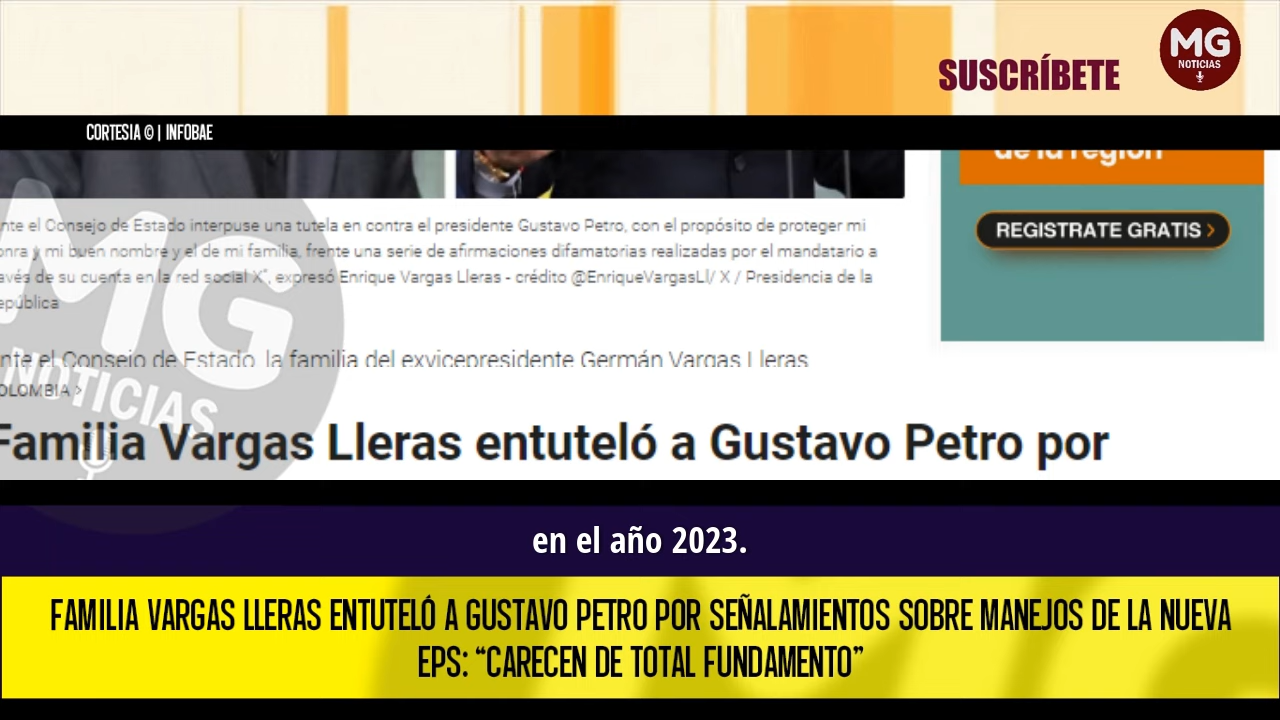 SUSCRÍBETE
MG
NOTICIAS
CORTESIA © | INFOBAE
de la región
REGISTRATE GRATIS >
nte el Consejo de Estado interpuse una tutela en contra el presidente Gustavo Petro, con el propósito de proteger mi
onra y mi buen nombre y el de mi familia, frente una serie de afirmaciones difamatorias realizadas por el mandatario a
avés de su cuenta en la red social X", expresó Enrique Vargas Lleras - crédito @EnriqueVargasLl/ X / Presidencia de la
epública
nte el Consejo de Estado, la familia del exvicepresidente Germán Vargas Lleras
OLOMBIA >
MG
NOTICIAS
Familia Vargas Lleras entuteló a Gustavo Petro por
en el año 2023.
FAMILIA VARGAS LLERAS ENTUTELÓ A GUSTAVO PETRO POR SEÑALAMIENTOS SOBRE MANEJOS DE LA NUEVA
EPS: “CARECEN DE TOTAL FUNDAMENTO”